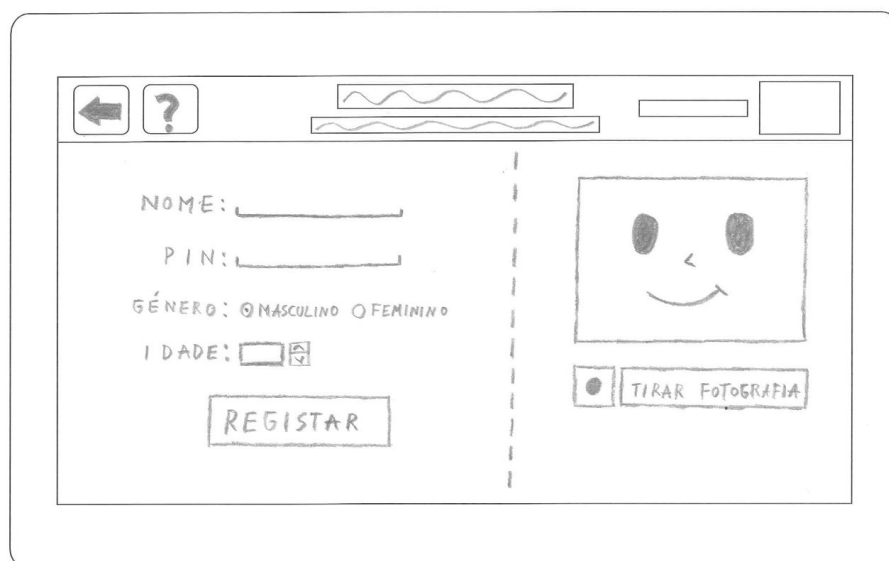 ?
NOME:
PIN:
GÉNERO: MASCULINO FEMININO
IDADE:
REGISTAR
TIRAR FOTOGRAFIA